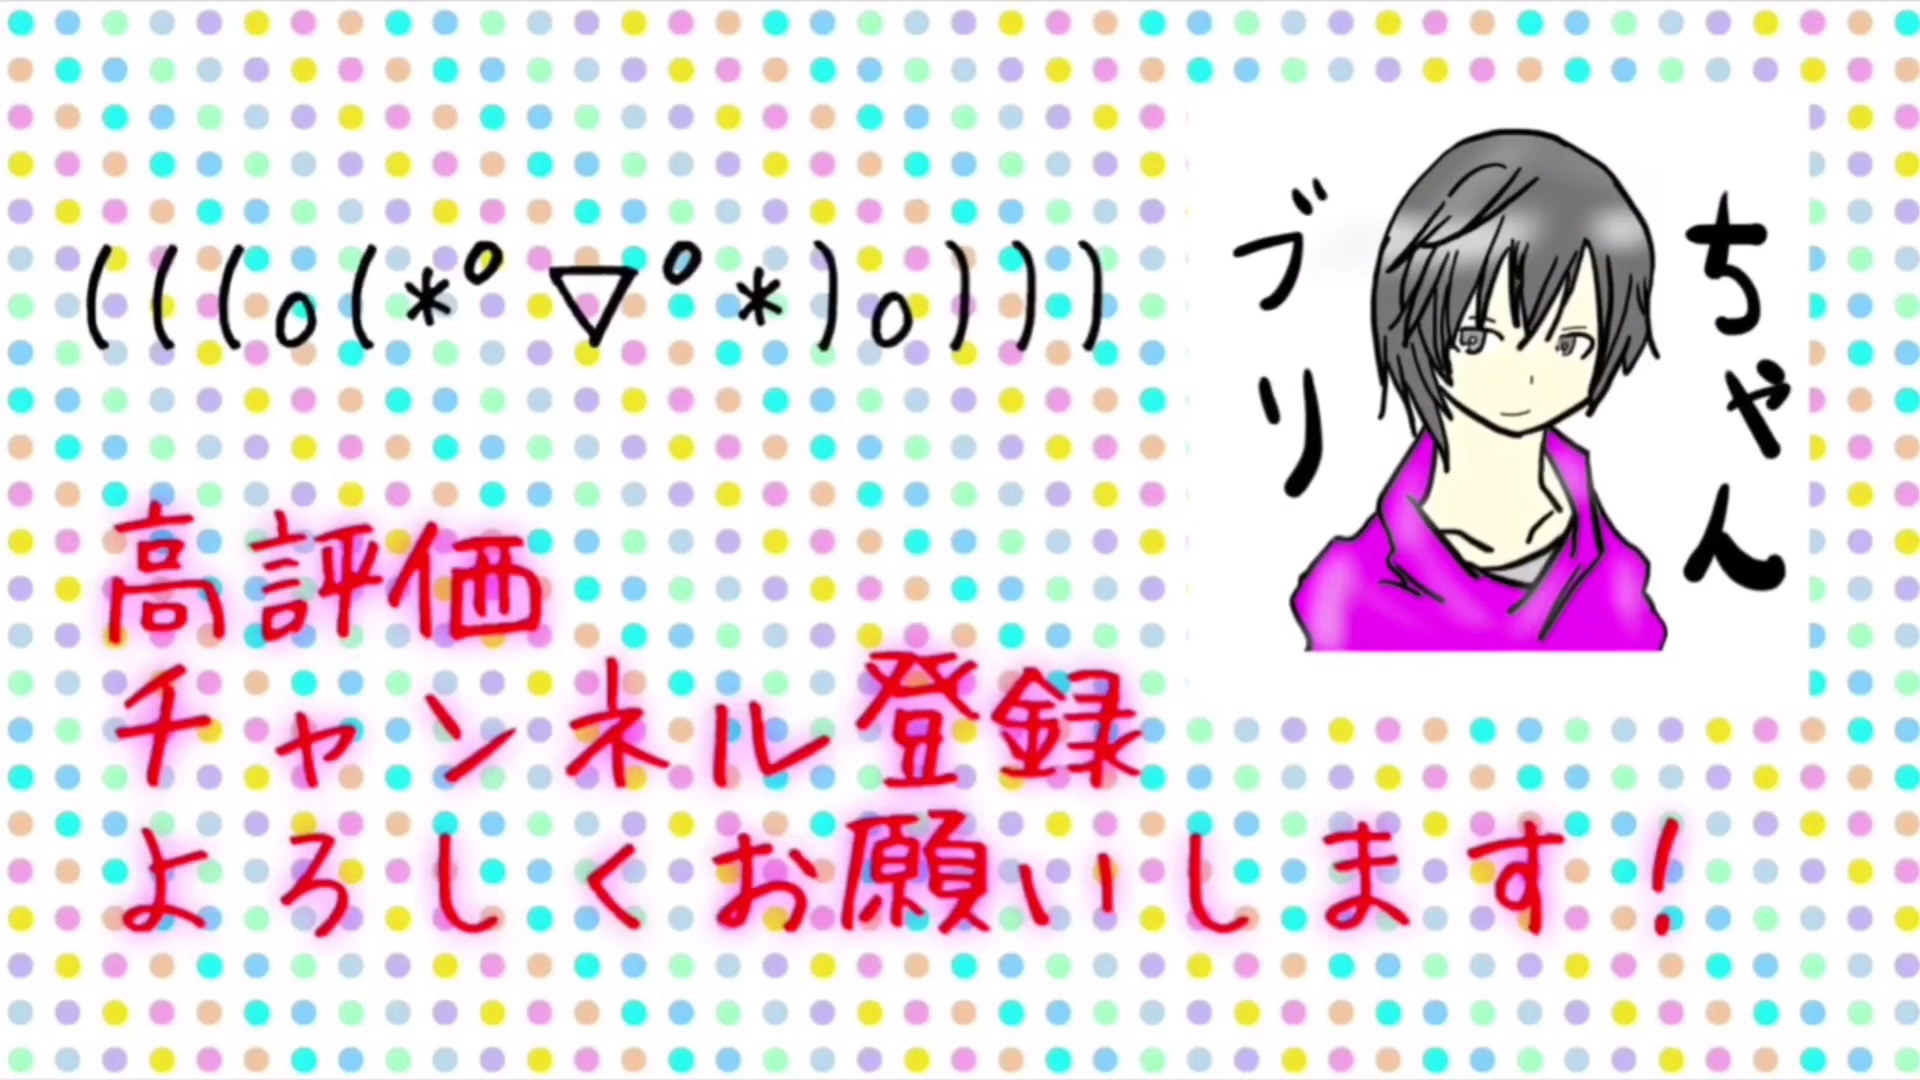 (((o(*ﾟ▽ﾟ*)o)))
ブリ
ちゃん
高評価
チャンネル登録
よろしくお願いします！